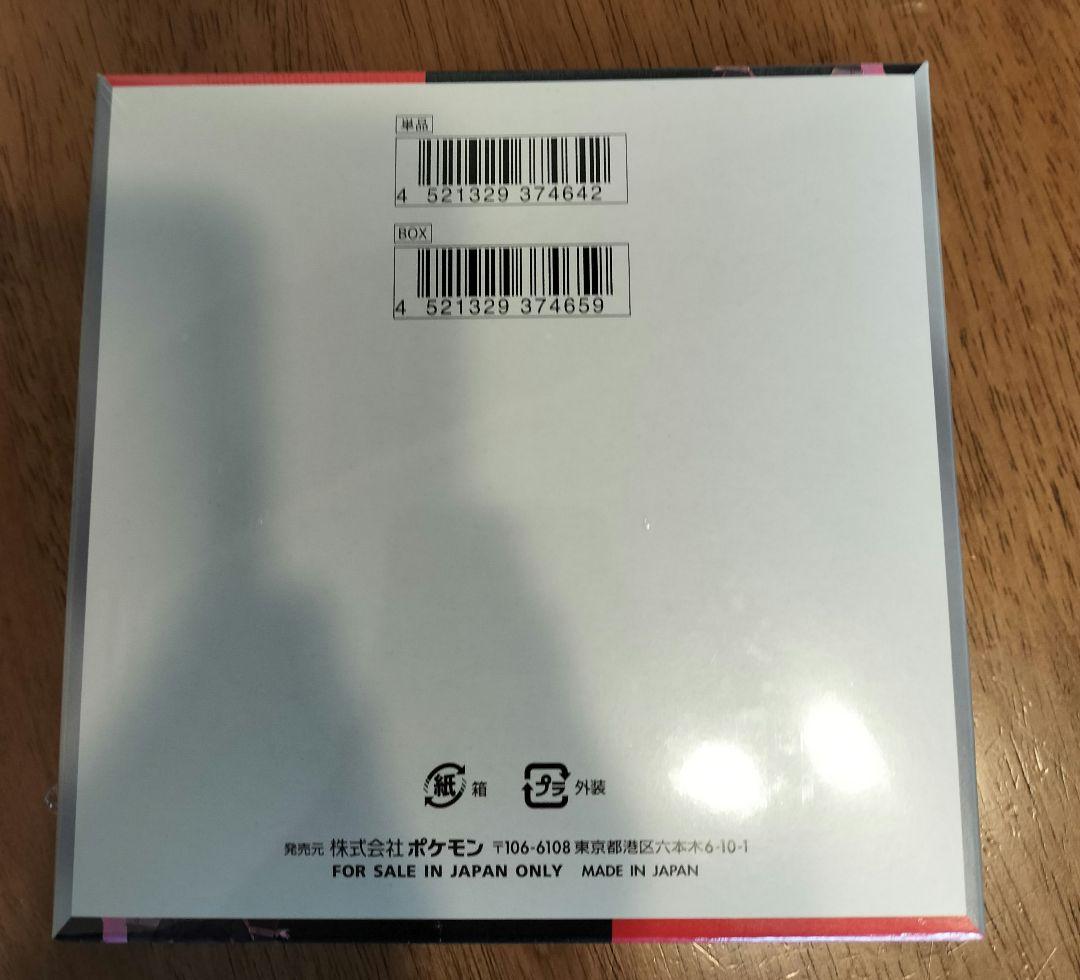 単品
4 521329 374642
BOX
4 521329 374659
紙 箱 プラ 外装
発売元 株式会社ポケモン 〒106-6108 東京都港区六本木6-10-1
FOR SALE IN JAPAN ONLY MADE IN JAPAN